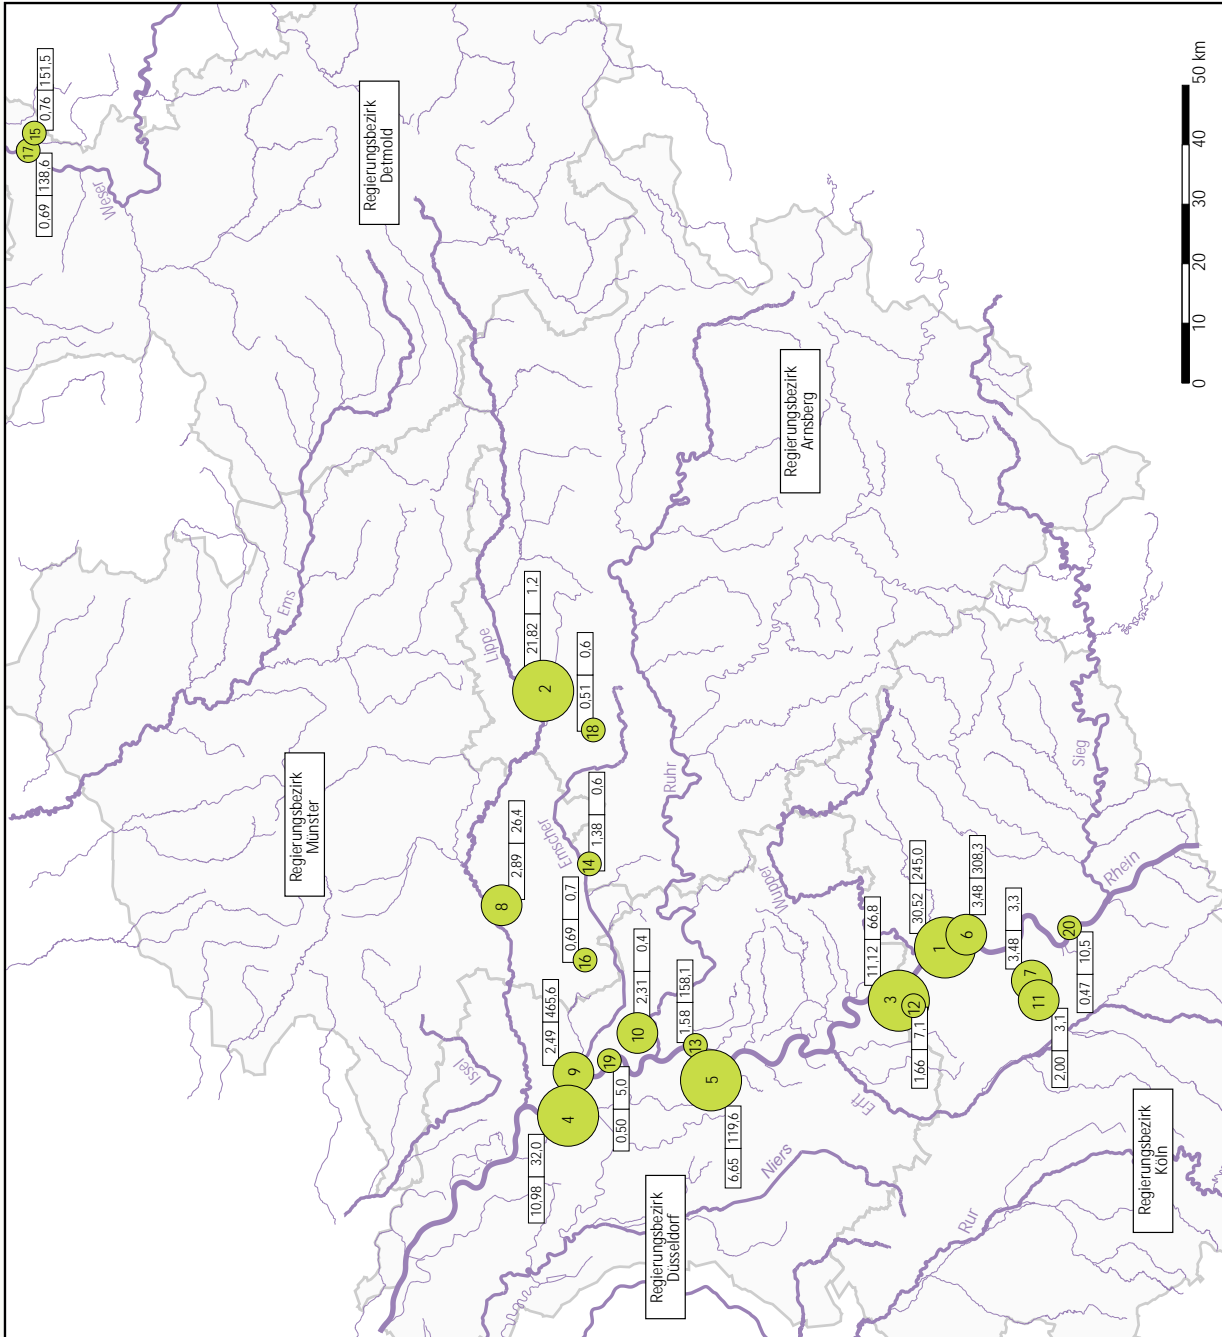 17
15
0,69 138,6
0,76 151,5
Weser
Regierungsbezirk
Detmold
Ems
Lippe
Regierungsbezirk
Münster
2
21,82 1,2
18
0,51 0,6
Regierungsbezirk
Arnsberg
8
2,89 26,4
Emscher
14
1,38 0,6
16
0,69 0,7
Ruhr
Issel
9
2,49 465,6
4
10,98 32,0
19
0,50 5,0
10
2,31 0,4
13
1,58 158,1
5
6,65 119,6
Regierungsbezirk
Düsseldorf
Niers
Wupper
3
11,12 66,8
12
1,66 7,1
1
30,52 245,0
6
3,48 308,3
Erft
7
3,48 3,3
11
2,00 3,1
20
0,47 10,5
Rhein
Sieg
Rur
Regierungsbezirk
Köln
0 10 20 30 40 50 km